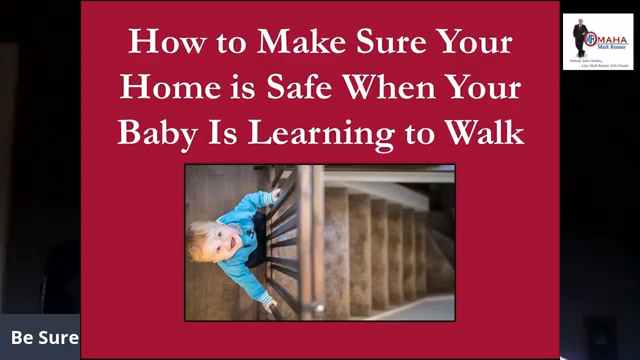 How to Make Sure Your
Home is Safe When Your
Baby Is Learning to Walk
OMAHA
Mark Reimer
Be Sure